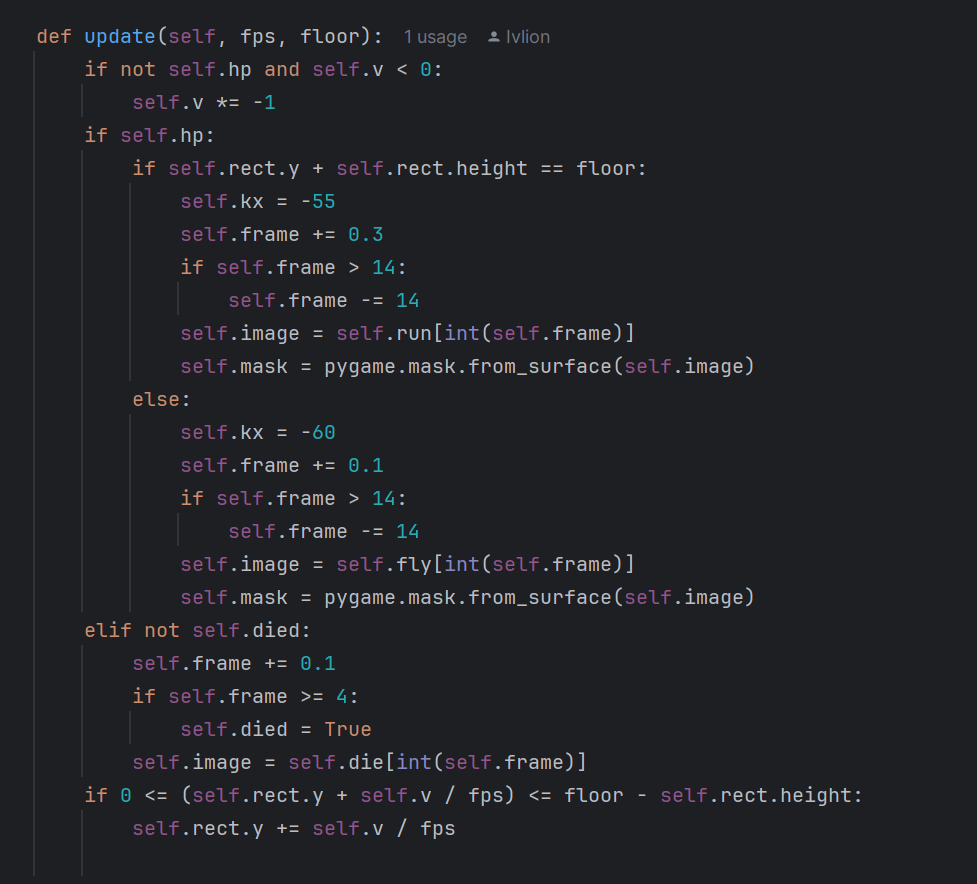 def update(self, fps, floor): 1 usage Ivlion
    if not self.hp and self.v < 0:
        self.v *= -1
    if self.hp:
        if self.rect.y + self.rect.height == floor:
            self.kx = -55
            self.frame += 0.3
            if self.frame > 14:
                self.frame -= 14
            self.image = self.run[int(self.frame)]
            self.mask = pygame.mask.from_surface(self.image)
        else:
            self.kx = -60
            self.frame += 0.1
            if self.frame > 14:
                self.frame -= 14
            self.image = self.fly[int(self.frame)]
            self.mask = pygame.mask.from_surface(self.image)
    elif not self.died:
        self.frame += 0.1
        if self.frame >= 4:
            self.died = True
        self.image = self.die[int(self.frame)]
    if 0 <= (self.rect.y + self.v / fps) <= floor - self.rect.height:
        self.rect.y += self.v / fps